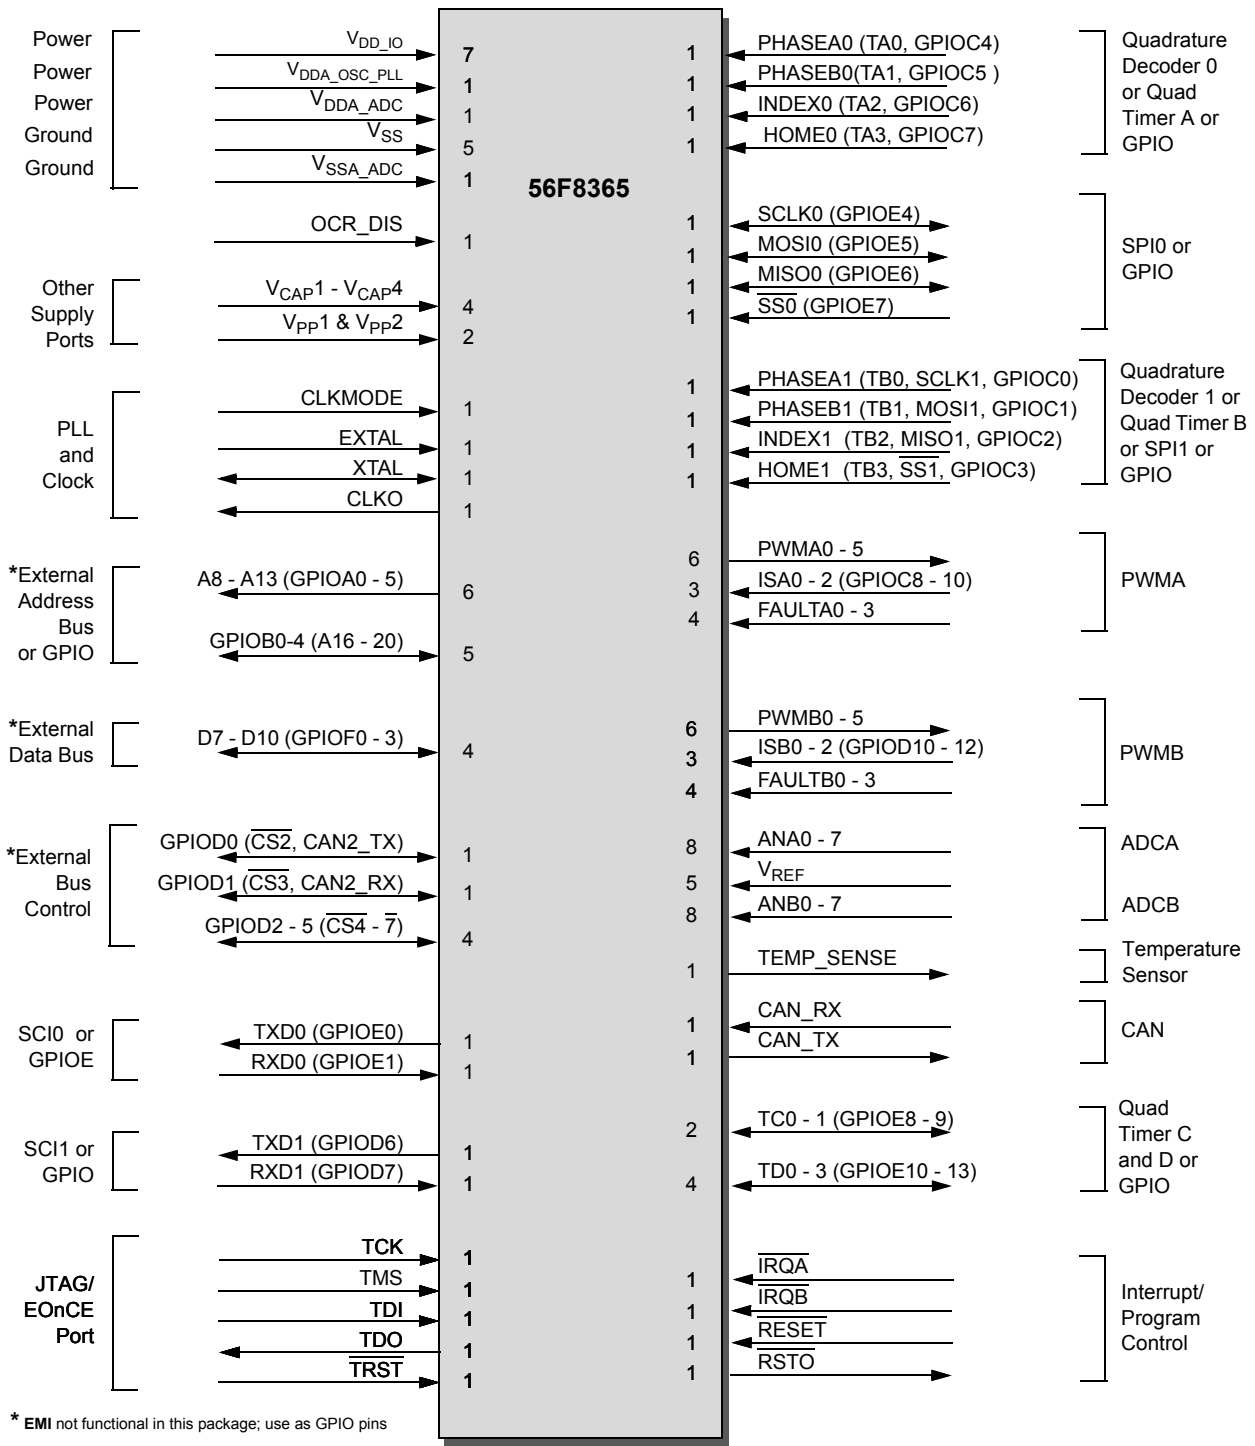 56F8365
Power
Power
Power
Ground
Ground
V_DD_IO 7
V_DDA_OSC_PLL 1
V_DDA_ADC 1
V_SS 5
V_SSA_ADC 1
OCR_DIS 1
Other
Supply
Ports
V_CAP1 - V_CAP4 4
V_PP1 & V_PP2 2
PLL
and
Clock
CLKMODE 1
EXTAL 1
XTAL 1
CLKO 1
*External
Address
Bus
or GPIO
A8 - A13 (GPIOA0 - 5) 6
GPIOB0-4 (A16 - 20) 5
*External
Data Bus
D7 - D10 (GPIOF0 - 3) 4
*External
Bus
Control
GPIOD0 (C̅S̅2̅, CAN2_TX) 1
GPIOD1 (C̅S̅3̅, CAN2_RX) 1
GPIOD2 - 5 (C̅S̅4̅ - 7̅) 4
SCI0 or
GPIOE
TXD0 (GPIOE0) 1
RXD0 (GPIOE1) 1
SCI1 or
GPIO
TXD1 (GPIOD6) 1
RXD1 (GPIOD7) 1
JTAG/
EOnCE
Port
TCK 1
TMS 1
TDI 1
TDO 1
T̅R̅S̅T̅ 1
1 PHASEA0 (TA0, GPIOC4)
1 PHASEB0(TA1, GPIOC5 )
1 INDEX0 (TA2, GPIOC6)
1 HOME0 (TA3, GPIOC7)
Quadrature
Decoder 0
or Quad
Timer A or
GPIO
1 SCLK0 (GPIOE4)
1 MOSI0 (GPIOE5)
1 MISO0 (GPIOE6)
1 S̅S̅0̅ (GPIOE7)
SPI0 or
GPIO
1 PHASEA1 (TB0, SCLK1, GPIOC0)
1 PHASEB1 (TB1, MOSI1, GPIOC1)
1 INDEX1 (TB2, MISO1, GPIOC2)
1 HOME1 (TB3, S̅S̅1̅, GPIOC3)
Quadrature
Decoder 1 or
Quad Timer B
or SPI1 or
GPIO
6 PWMA0 - 5
3 ISA0 - 2 (GPIOC8 - 10)
4 FAULTA0 - 3
PWMA
6 PWMB0 - 5
3 ISB0 - 2 (GPIOD10 - 12)
4 FAULTB0 - 3
PWMB
8 ANA0 - 7
5 V_REF
8 ANB0 - 7
ADCA
ADCB
1 TEMP_SENSE
Temperature
Sensor
1 CAN_RX
1 CAN_TX
CAN
2 TC0 - 1 (GPIOE8 - 9)
4 TD0 - 3 (GPIOE10 - 13)
Quad
Timer C
and D or
GPIO
1 I̅R̅Q̅A̅
1 I̅R̅Q̅B̅
1 R̅E̅S̅E̅T̅
1 R̅S̅T̅O̅
Interrupt/
Program
Control
* EMI not functional in this package; use as GPIO pins